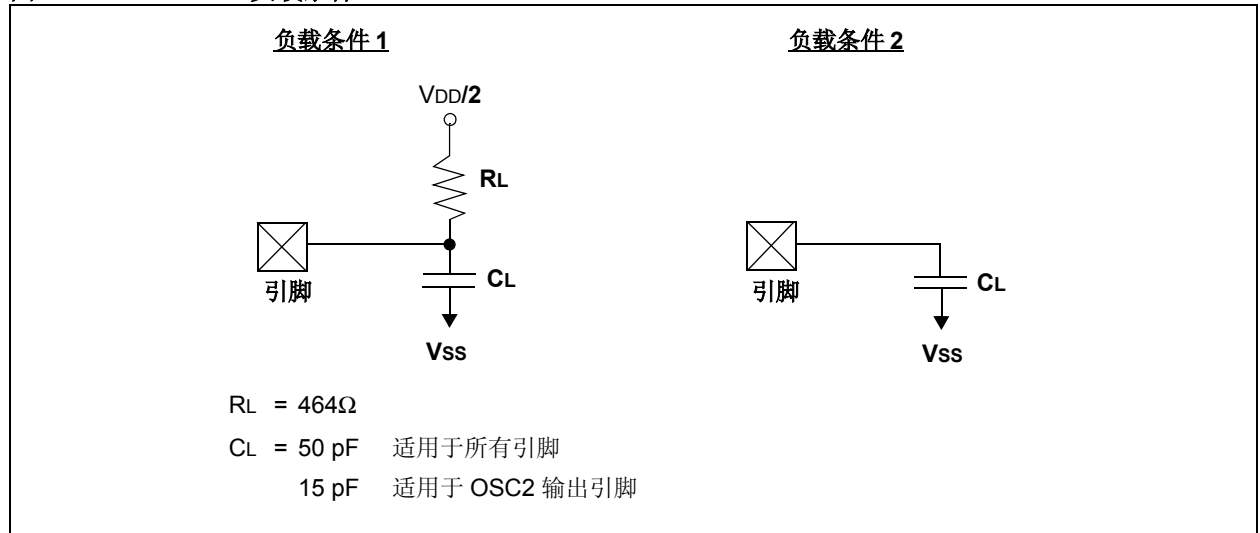 负载条件 1
负载条件 2
VDD/2
RL
CL
引脚
VSS
CL
引脚
VSS
RL = 464Ω
CL = 50 pF 适用于所有引脚
15 pF 适用于 OSC2 输出引脚